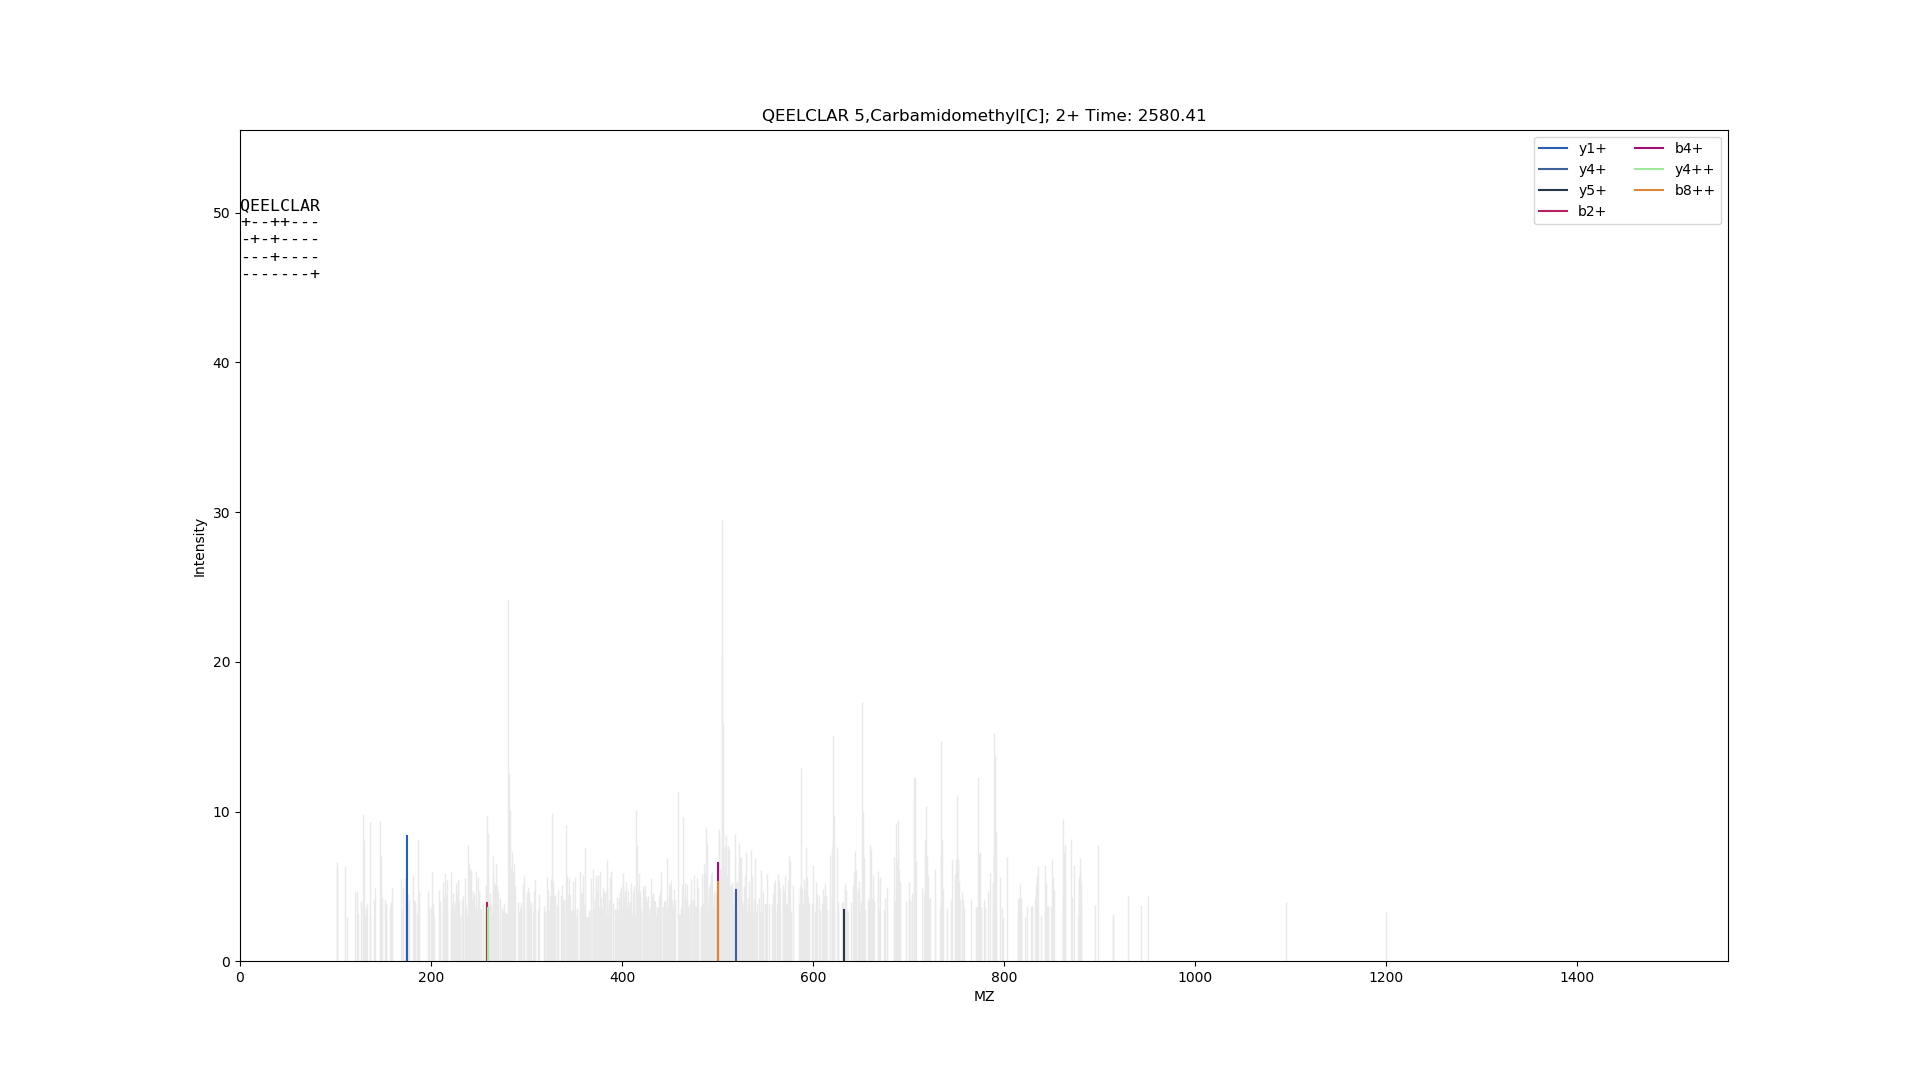 QEELCLAR 5,Carbamidomethyl[C]; 2+ Time: 2580.41
y1+ b4+
y4+ y4++
y5+ b8++
b2+
QEELCLAR
+--++---
-+-+----
---+----
-------+
50
40
30
20
10
0
Intensity
0 200 400 600 800 1000 1200 1400
MZ